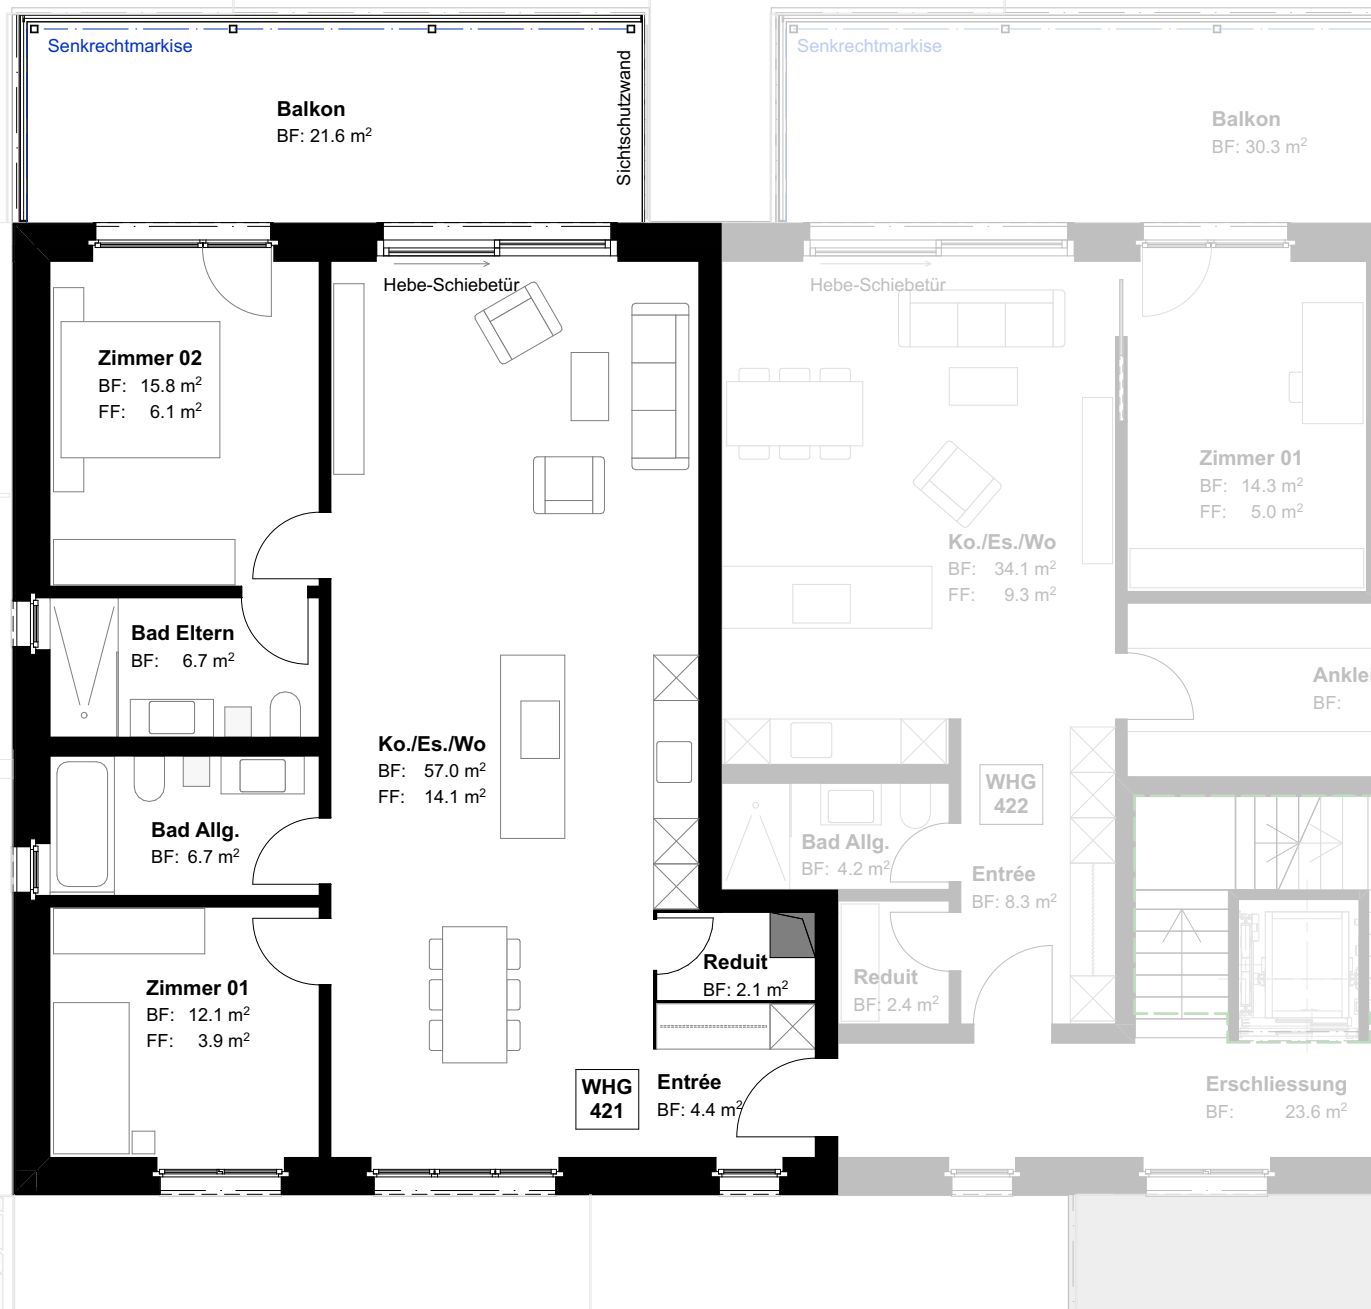 Senkrechtmarkise
Balkon
BF: 21.6 m²
Sichtschutzwand
Hebe-Schiebetür
Zimmer 02
BF: 15.8 m²
FF: 6.1 m²
Bad Eltern
BF: 6.7 m²
Ko./Es./Wo
BF: 57.0 m²
FF: 14.1 m²
Bad Allg.
BF: 6.7 m²
Zimmer 01
BF: 12.1 m²
FF: 3.9 m²
Reduit
BF: 2.1 m²
WHG
421
Entrée
BF: 4.4 m²
Senkrechtmarkise
Balkon
BF: 30.3 m²
Hebe-Schiebetür
Zimmer 01
BF: 14.3 m²
FF: 5.0 m²
Ko./Es./Wo
BF: 34.1 m²
FF: 9.3 m²
Anklei
BF:
WHG
422
Bad Allg.
BF: 4.2 m²
Entrée
BF: 8.3 m²
Reduit
BF: 2.4 m²
Erschliessung
BF: 23.6 m²